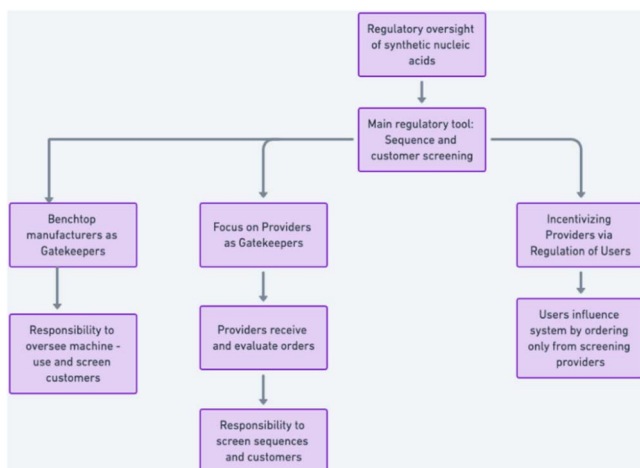 Regulatory oversight
of synthetic nucleic
acids
Main regulatory tool:
Sequence and
customer screening
Benchtop
manufacturers as
Gatekeepers
Focus on Providers
as Gatekeepers
Incentivizing
Providers via
Regulation of Users
Responsibility to
oversee machine -
use and screen
customers
Providers receive
and evaluate orders
Users influence
system by ordering
only from screening
providers
Responsibility to
screen sequences
and customers